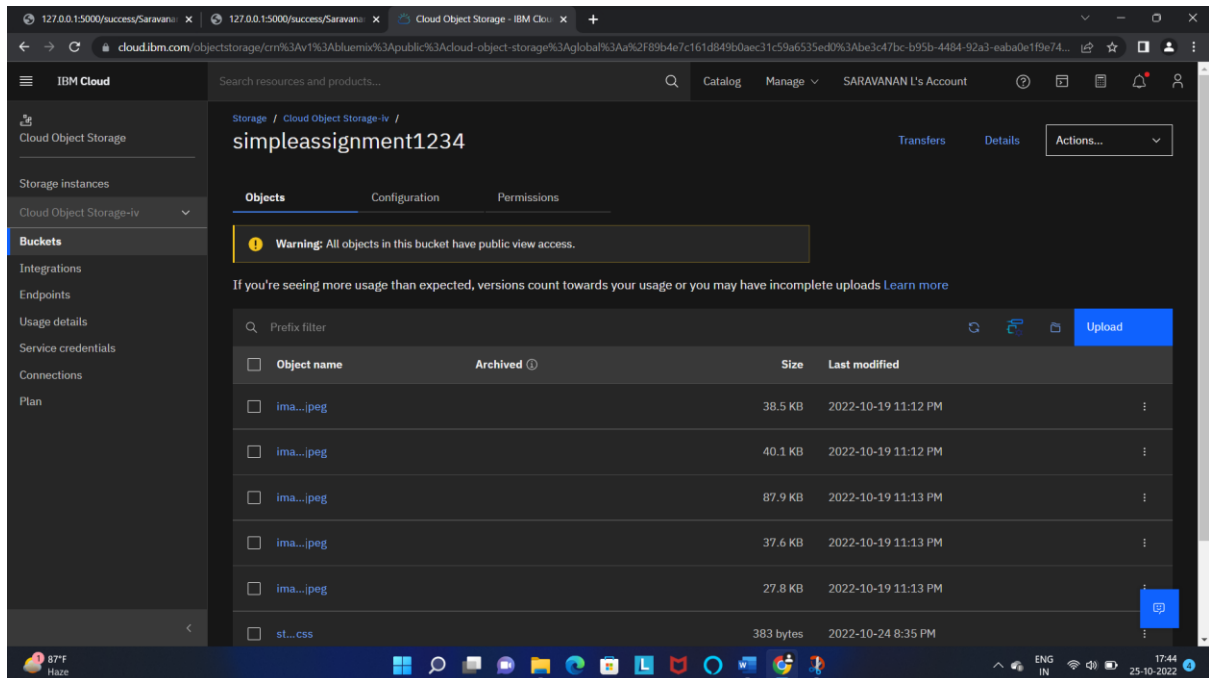 127.0.0.1:5000/success/Saravanan 127.0.0.1:5000/success/Saravanan Cloud Object Storage - IBM Clou
cloud.ibm.com/objectstorage/crn%3Av1%3Abluemix%3Apublic%3Acloud-object-storage%3Aglobal%3Aa%2F89b4e7c161d849b0aec31c59a6535ed0%3Abe3c47bc-b95b-4484-92a3-eaba0e1f9e74...
IBM Cloud Search resources and products... Catalog Manage SARAVANAN L's Account
Cloud Object Storage
Storage instances
Cloud Object Storage-iv
Buckets
Integrations
Endpoints
Usage details
Service credentials
Connections
Plan
Storage / Cloud Object Storage-iv /
simpleassignment1234
Transfers Details Actions...
Objects Configuration Permissions
Warning: All objects in this bucket have public view access.
If you're seeing more usage than expected, versions count towards your usage or you may have incomplete uploads Learn more
Prefix filter Upload
Object name Archived Size Last modified
ima...jpeg 38.5 KB 2022-10-19 11:12 PM
ima...jpeg 40.1 KB 2022-10-19 11:12 PM
ima...jpeg 87.9 KB 2022-10-19 11:13 PM
ima...jpeg 37.6 KB 2022-10-19 11:13 PM
ima...jpeg 27.8 KB 2022-10-19 11:13 PM
st...css 383 bytes 2022-10-24 8:35 PM
1 87°F
Haze
L W
ENG
IN
17:44
25-10-2022
4